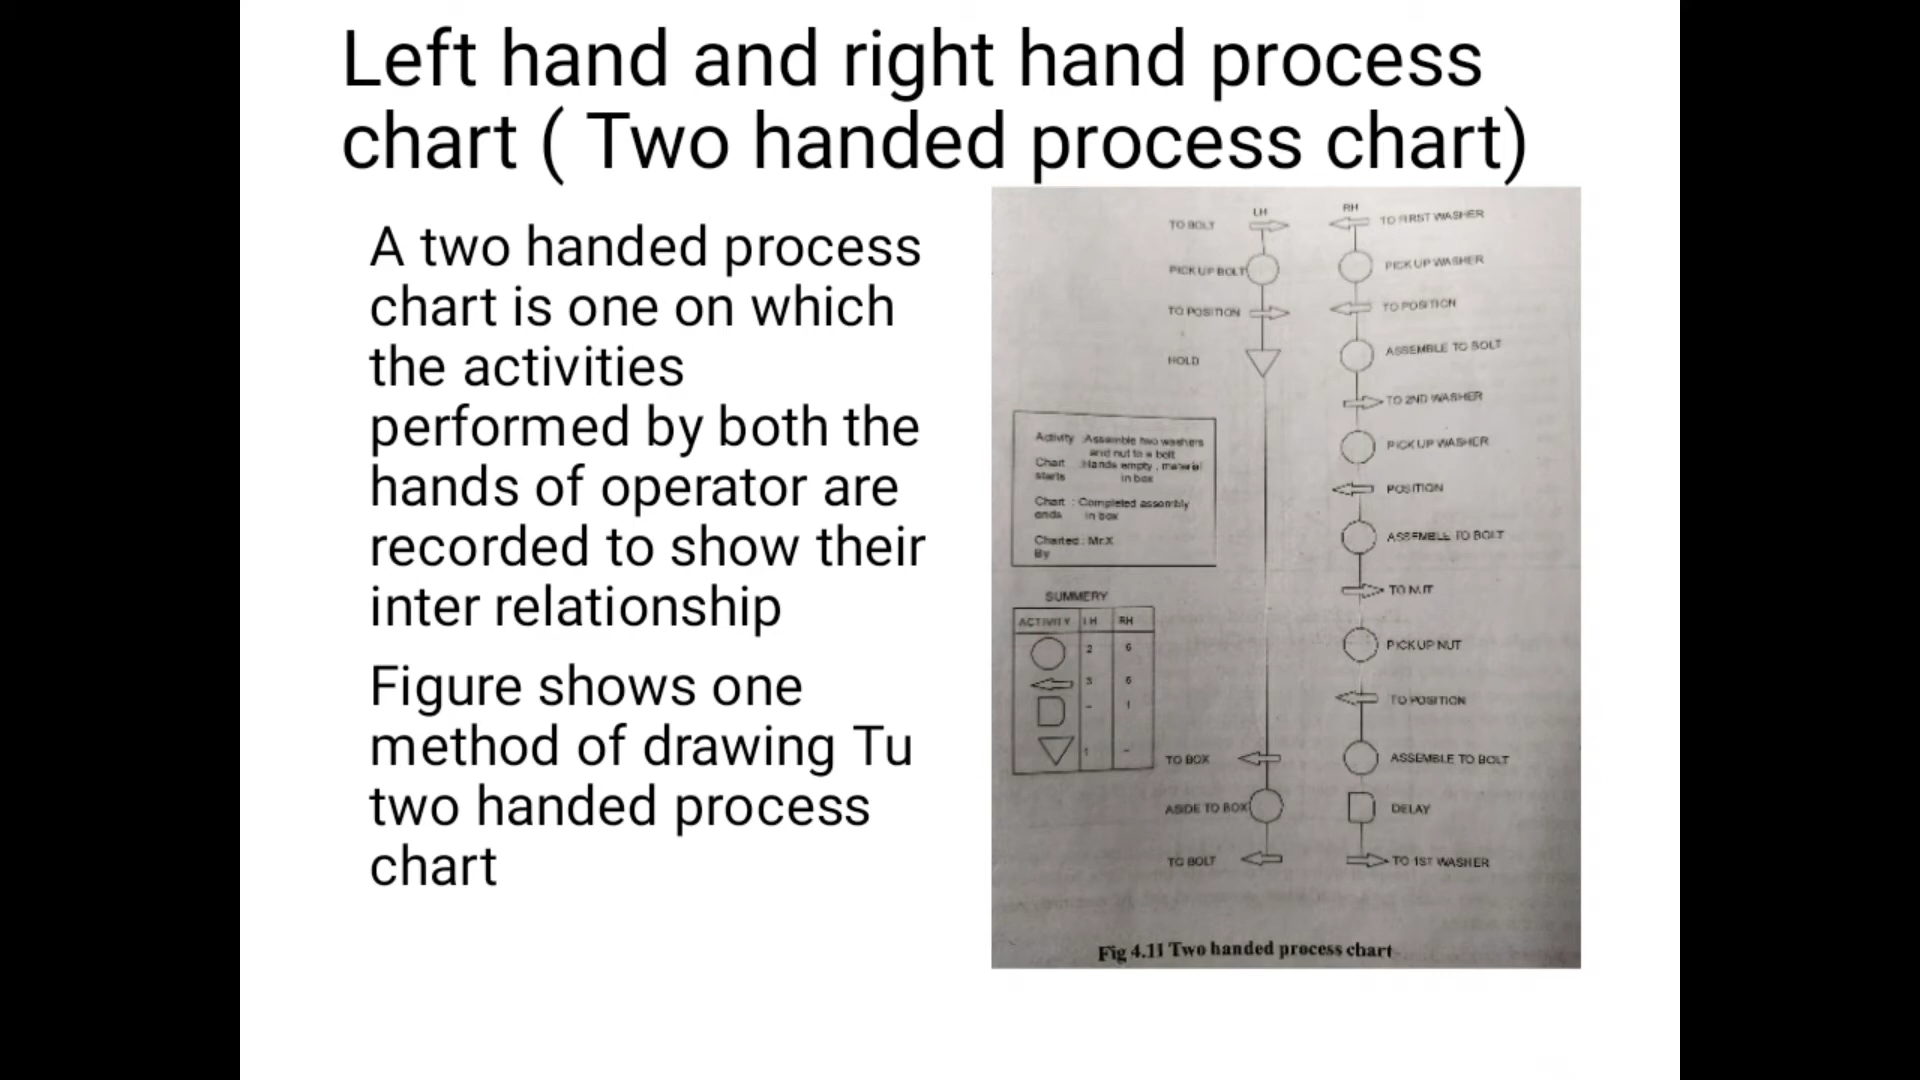 Left hand and right hand process
chart ( Two handed process chart)
A two handed process
chart is one on which
the activities
performed by both the
hands of operator are
recorded to show their
inter relationship
Figure shows one
method of drawing Tu
two handed process
chart
LH
RH
TO BOLT
TO FIRST WASHER
PICK UP BOLT
PICK UP WASHER
TO POSITION
TO POSITION
HOLD
ASSEMBLE TO BOLT
TO 2ND WASHER
PICK UP WASHER
POSITION
ASSEMBLE TO BOLT
TO NUT
PICK UP NUT
TO POSITION
ASSEMBLE TO BOLT
DELAY
TO 1ST WASHER
Activity : Assemble two washers
and nut to a bolt
Chart : Hands empty , material
starts in box
Chart : Completed assembly
ends in box
Charted : Mr.X
By
SUMMERY
ACTIVITY LH RH
2 6
3 6
- 1
1 -
TO BOX
ASIDE TO BOX
TO BOLT
Fig 4.11 Two handed process chart